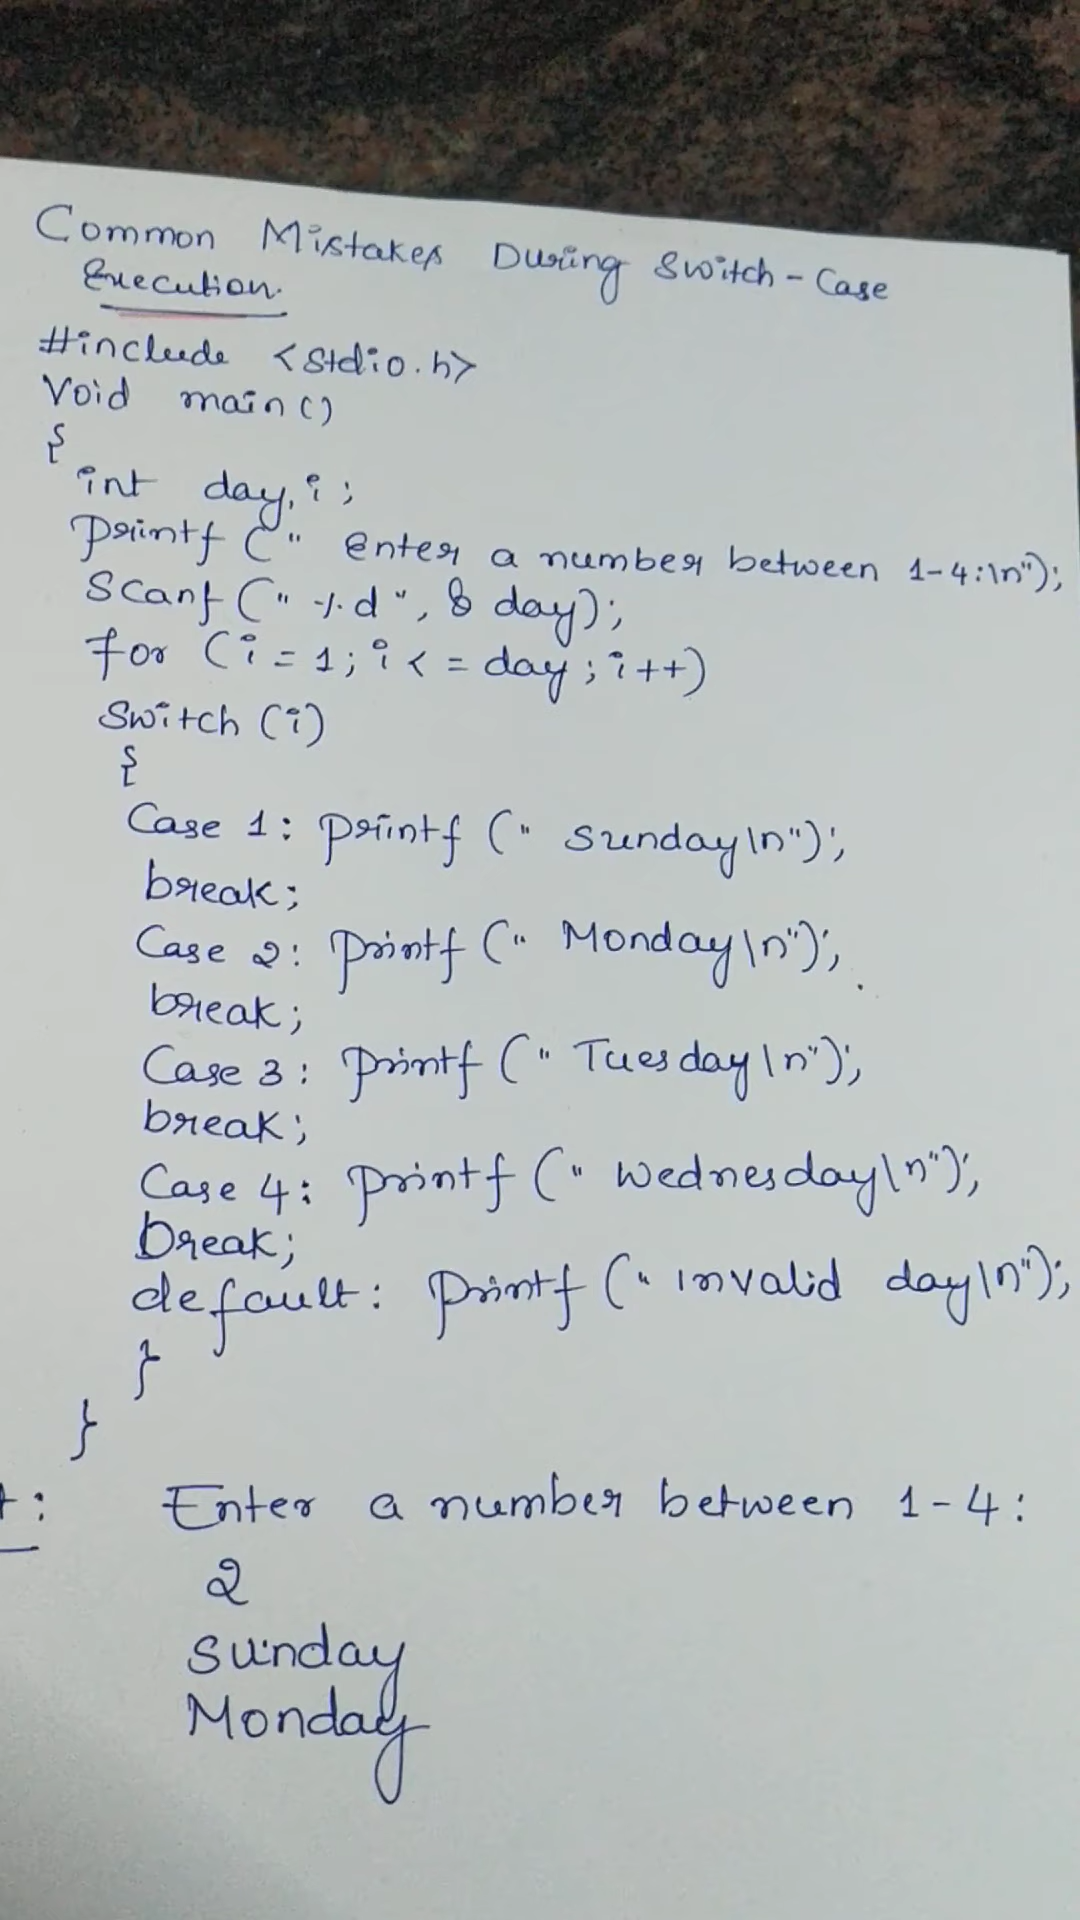 Common Mistakes During Switch-Case
Execution.
#include <stdio.h>
Void main()
{
int day, i;
printf (" enter a number between 1-4:\n");
Scanf ("%d", & day);
for (i = 1; i < = day; i++)
Switch (i)
{
Case 1: printf (" Sunday\n");
break;
Case 2: printf (" Monday\n");
break;
Case 3: printf (" Tuesday\n");
break;
Case 4: printf (" Wednesday\n");
break;
default: printf (" invalid day\n");
}
}
Enter a number between 1-4:
2
Sunday
Monday